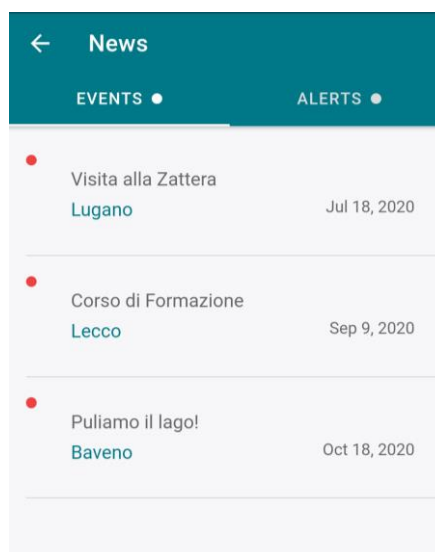 News
EVENTS
ALERTS
Visita alla Zattera
Lugano
Jul 18, 2020
Corso di Formazione
Lecco
Sep 9, 2020
Puliamo il lago!
Baveno
Oct 18, 2020